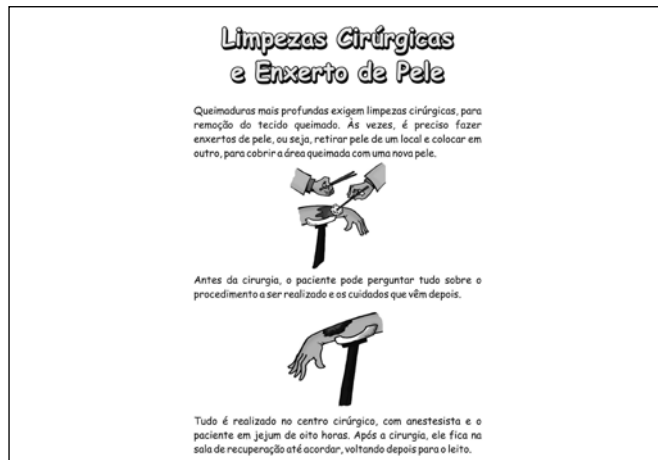 Limpezas Cirúrgicas
e Enxerto de Pele
Queimaduras mais profundas exigem limpezas cirúrgicas, para
remoção do tecido queimado. Às vezes, é preciso fazer
enxertos de pele, ou seja, retirar pele de um local e colocar em
outro, para cobrir a área queimada com uma nova pele.
Antes da cirurgia, o paciente pode perguntar tudo sobre o
procedimento a ser realizado e os cuidados que vêm depois.
Tudo é realizado no centro cirúrgico, com anestesista e o
paciente em jejum de oito horas. Após a cirurgia, ele fica na
sala de recuperação até acordar, voltando depois para o leito.